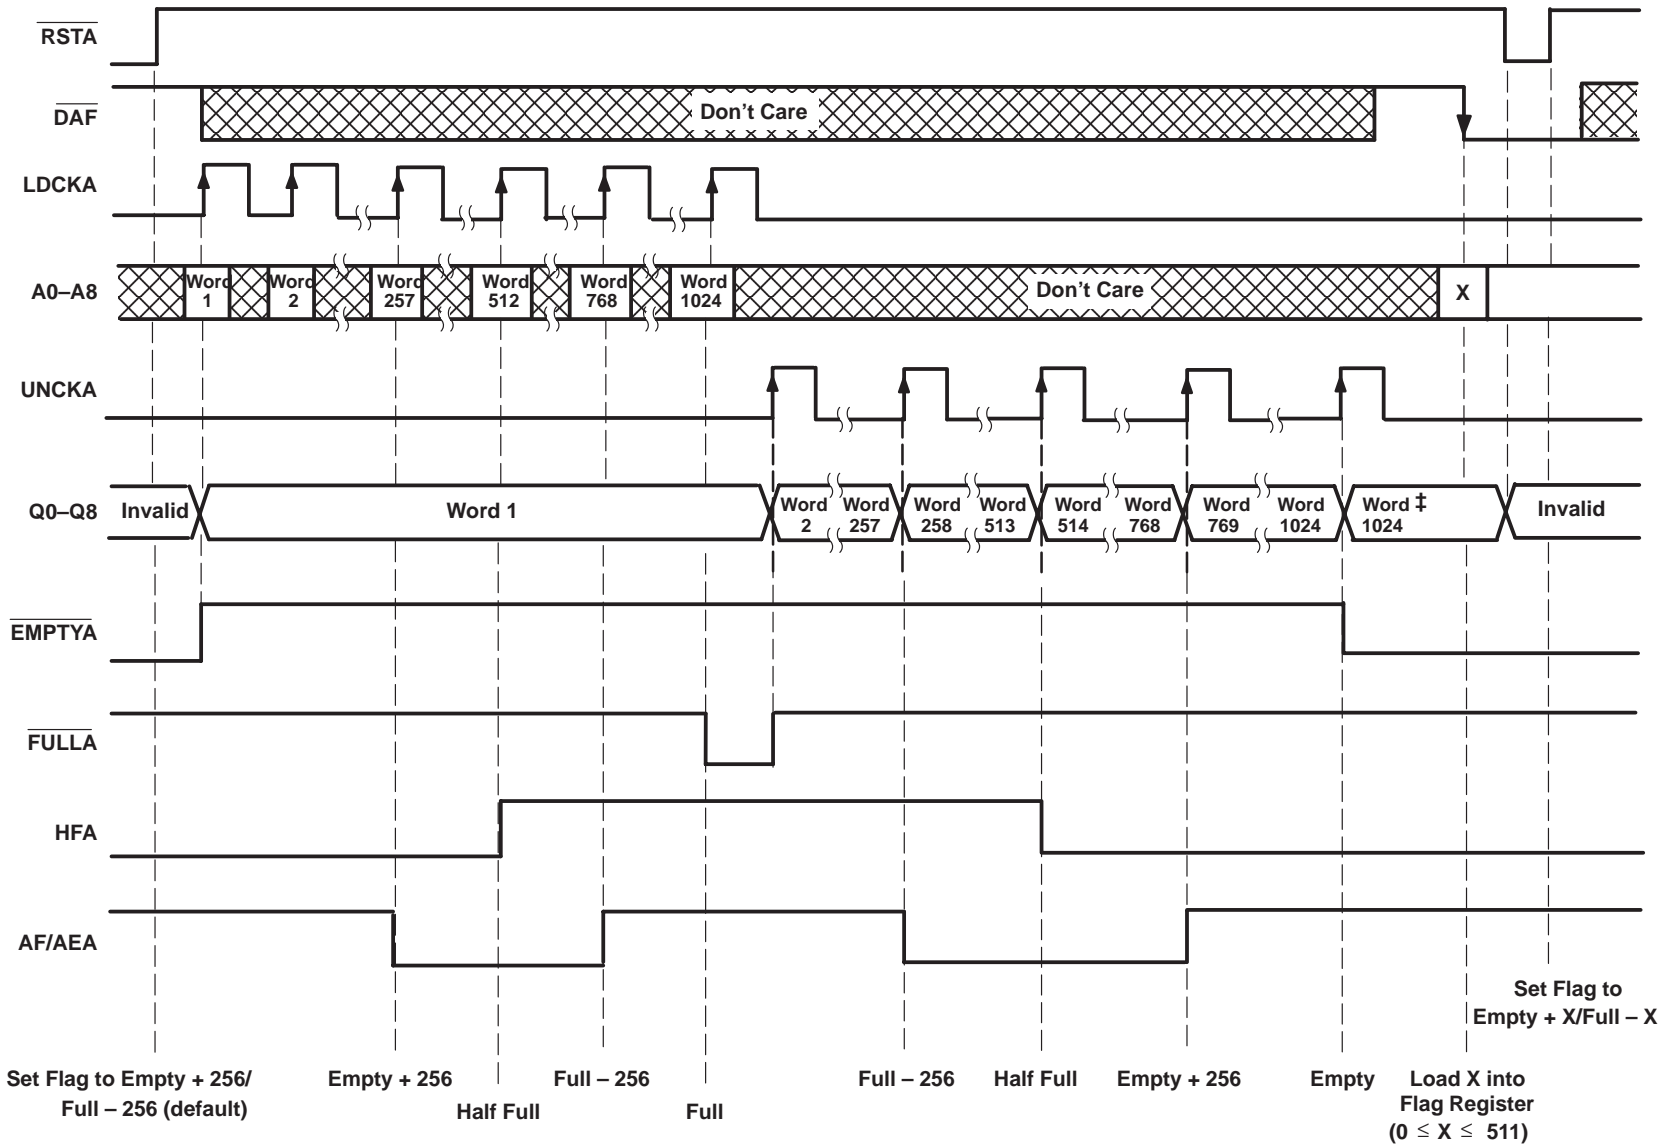 RSTA
DAF
Don't Care
LDCKA
A0–A8
Word 1
Word 2
Word 257
Word 512
Word 768
Word 1024
Don't Care
X
UNCKA
Q0–Q8
Invalid
Word 1
Word 2
Word 257
Word 258
Word 513
Word 514
Word 768
Word 769
Word 1024
Word ‡ 1024
Invalid
EMPTYA
FULLA
HFA
AF/AEA
Set Flag to
Empty + X/Full – X
Set Flag to Empty + 256/
Full – 256 (default)
Empty + 256
Half Full
Full – 256
Full
Full – 256
Half Full
Empty + 256
Empty
Load X into
Flag Register
(0 ≤ X ≤ 511)